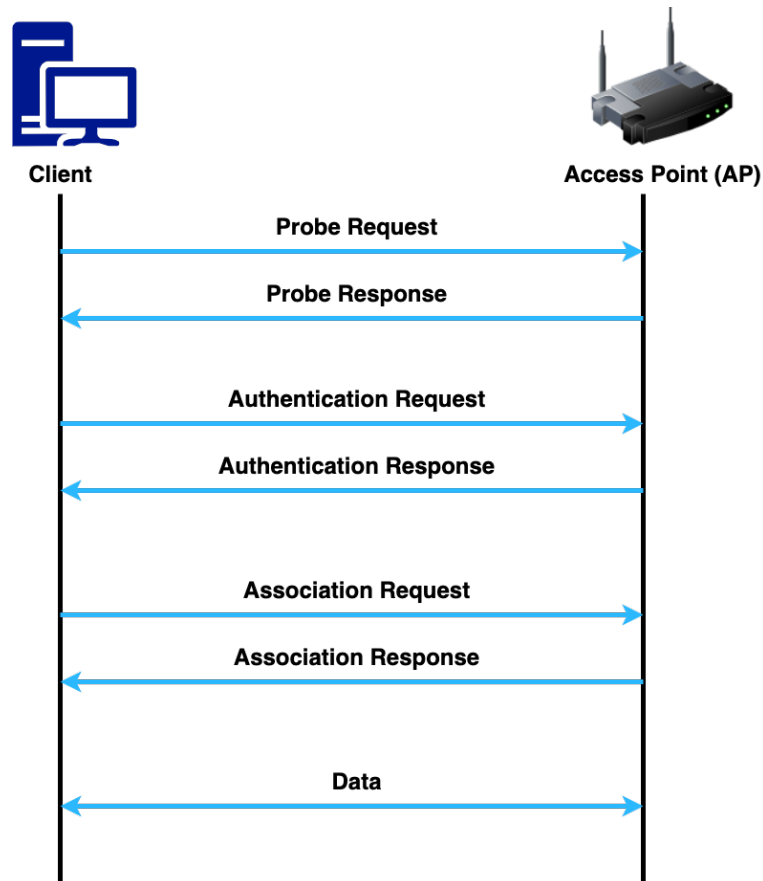 Client
Access Point (AP)
Probe Request
Probe Response
Authentication Request
Authentication Response
Association Request
Association Response
Data